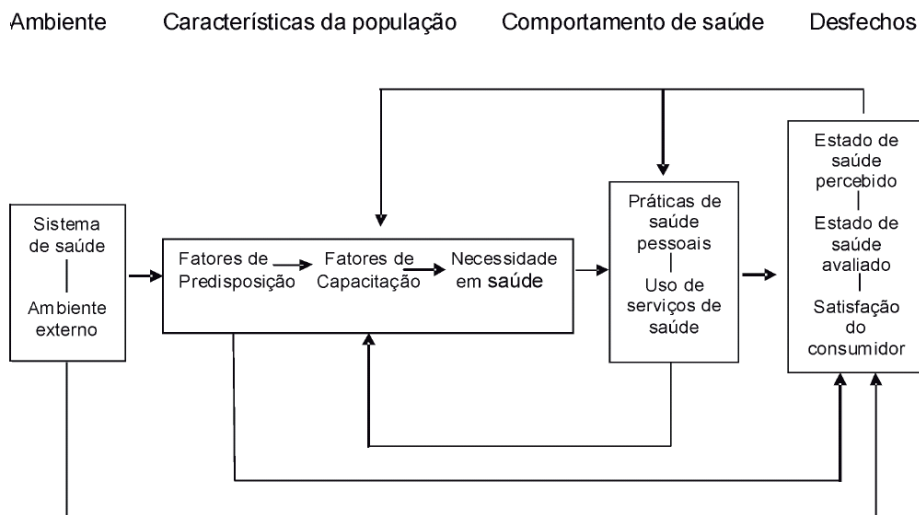 Ambiente
Características da população
Comportamento de saúde
Desfechos
Sistema
de saúde
Ambiente
externo
Fatores de
Predisposição
Fatores de
Capacitação
Necessidade
em saúde
Práticas de
saúde
pessoais
Uso de
serviços de
saúde
Estado de
saúde
percebido
Estado de
saúde
avaliado
Satisfação
do
consumidor